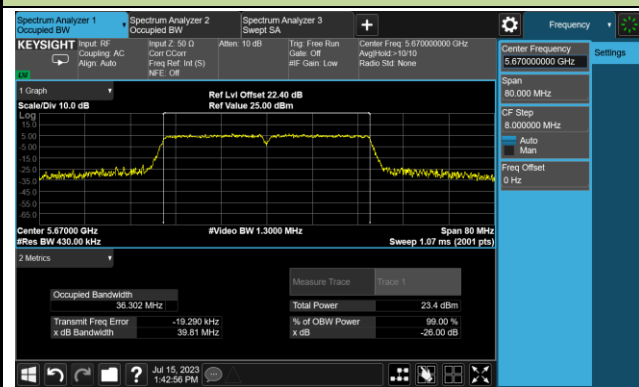 Spectrum Analyzer 1
Occupied BW
Spectrum Analyzer 2
Occupied BW
Spectrum Analyzer 3
Swept SA
+
Frequency
KEYSIGHT
Input: RF
Coupling: AC
Align: Auto
Input Z: 50 Ω
Corr CCorr
Freq Ref: Int (S)
NFE: Off
Atten: 10 dB
Trig: Free Run
Gate: Off
#IF Gain: Low
Center Freq: 5.670000000 GHz
Avg|Hold:>10/10
Radio Std: None
1 Graph
Scale/Div 10.0 dB
Ref Lvl Offset 22.40 dB
Ref Value 25.00 dBm
Log
15.0
5.00
-5.00
-15.0
-25.0
-35.0
-45.0
-55.0
-65.0
Center 5.67000 GHz
#Res BW 430.00 kHz
#Video BW 1.3000 MHz
Span 80 MHz
Sweep 1.07 ms (2001 pts)
2 Metrics
Measure Trace
Trace 1
Occupied Bandwidth
36.302 MHz
Total Power
23.4 dBm
Transmit Freq Error
-19.290 kHz
% of OBW Power
99.00 %
x dB Bandwidth
39.81 MHz
x dB
-26.00 dB
Center Frequency
5.670000000 GHz
Settings
Span
80.000 MHz
CF Step
8.000000 MHz
Auto
Man
Freq Offset
0 Hz
?
Jul 15, 2023
1:42:56 PM